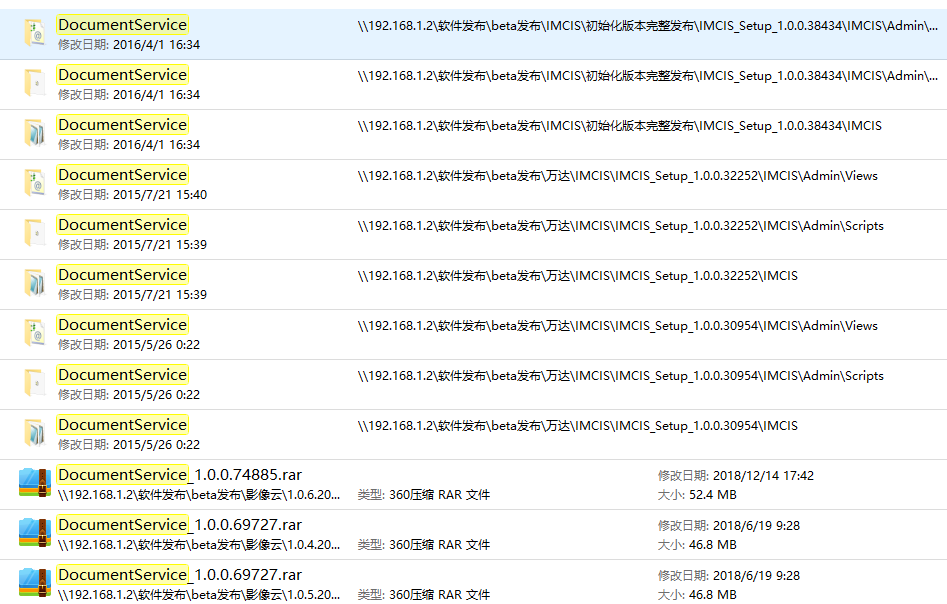 DocumentService \\192.168.1.2\软件发布\beta发布\IMCIS\初始化版本完整发布\IMCIS_Setup_1.0.0.38434\IMCIS\Admin\...
修改日期: 2016/4/1 16:34
DocumentService \\192.168.1.2\软件发布\beta发布\IMCIS\初始化版本完整发布\IMCIS_Setup_1.0.0.38434\IMCIS\Admin\...
修改日期: 2016/4/1 16:34
DocumentService \\192.168.1.2\软件发布\beta发布\IMCIS\初始化版本完整发布\IMCIS_Setup_1.0.0.38434\IMCIS
修改日期: 2016/4/1 16:34
DocumentService \\192.168.1.2\软件发布\beta发布\万达\IMCIS\IMCIS_Setup_1.0.0.32252\IMCIS\Admin\Views
修改日期: 2015/7/21 15:40
DocumentService \\192.168.1.2\软件发布\beta发布\万达\IMCIS\IMCIS_Setup_1.0.0.32252\IMCIS\Admin\Scripts
修改日期: 2015/7/21 15:39
DocumentService \\192.168.1.2\软件发布\beta发布\万达\IMCIS\IMCIS_Setup_1.0.0.32252\IMCIS
修改日期: 2015/7/21 15:39
DocumentService \\192.168.1.2\软件发布\beta发布\万达\IMCIS\IMCIS_Setup_1.0.0.30954\IMCIS\Admin\Views
修改日期: 2015/5/26 0:22
DocumentService \\192.168.1.2\软件发布\beta发布\万达\IMCIS\IMCIS_Setup_1.0.0.30954\IMCIS\Admin\Scripts
修改日期: 2015/5/26 0:22
DocumentService \\192.168.1.2\软件发布\beta发布\万达\IMCIS\IMCIS_Setup_1.0.0.30954\IMCIS
修改日期: 2015/5/26 0:22
DocumentService_1.0.0.74885.rar 修改日期: 2018/12/14 17:42
\\192.168.1.2\软件发布\beta发布\影像云\1.0.6.20... 类型: 360压缩 RAR 文件 大小: 52.4 MB
DocumentService_1.0.0.69727.rar 修改日期: 2018/6/19 9:28
\\192.168.1.2\软件发布\beta发布\影像云\1.0.4.20... 类型: 360压缩 RAR 文件 大小: 46.8 MB
DocumentService_1.0.0.69727.rar 修改日期: 2018/6/19 9:28
\\192.168.1.2\软件发布\beta发布\影像云\1.0.5.20... 类型: 360压缩 RAR 文件 大小: 46.8 MB